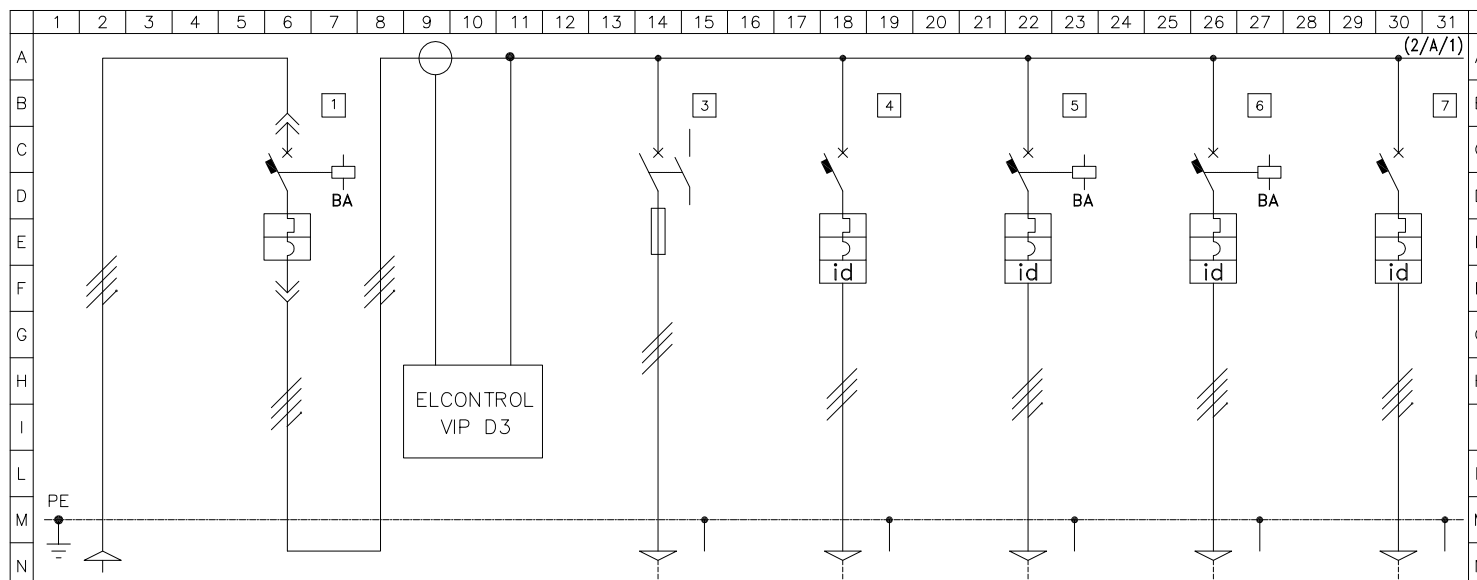 1 2 3 4 5 6 7 8 9 10 11 12 13 14 15 16 17 18 19 20 21 22 23 24 25 26 27 28 29 30 31
A (2/A/1)
B 1 3 4 5 6 7
C
D BA BA BA
E
F id id id id
G
H ELCONTROL
I VIP D3
L
PE
M
N